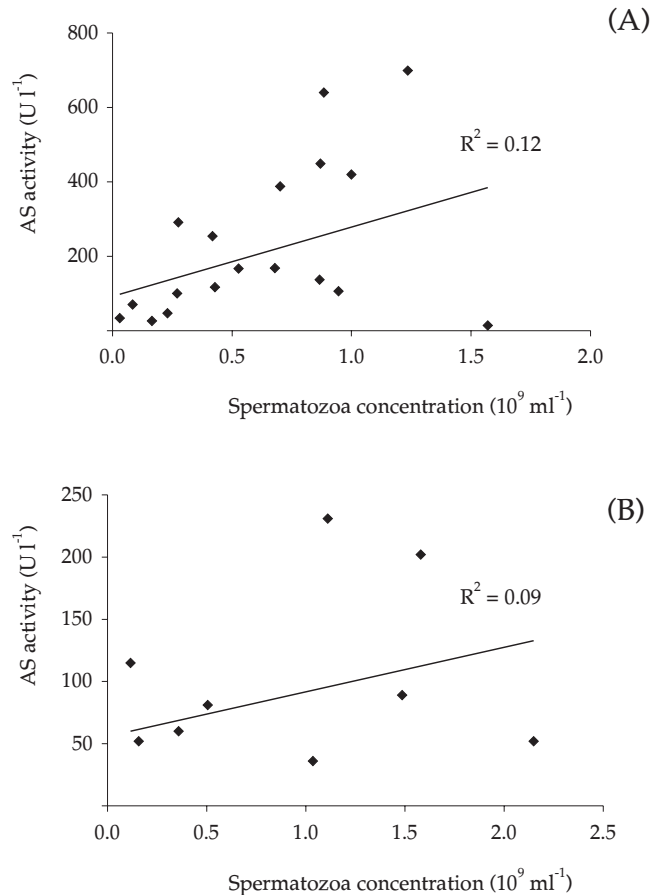 (A)
800
600
400
200
AS activity (U l⁻¹)
R² = 0.12
0.0 0.5 1.0 1.5 2.0
Spermatozoa concentration (10⁹ ml⁻¹)
(B)
250
200
150
100
50
AS activity (U l⁻¹)
R² = 0.09
0.0 0.5 1.0 1.5 2.0 2.5
Spermatozoa concentration (10⁹ ml⁻¹)